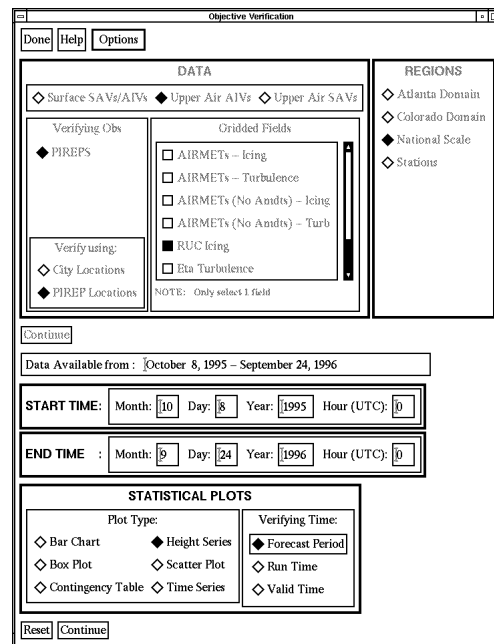 Objective Verification
Done Help Options
DATA
Surface SAVs/AIVs Upper Air AIVs Upper Air SAVs
Verifying Obs
PIREPS
Verify using:
City Locations
PIREP Locations
Gridded Fields
AIRMETs – Icing
AIRMETs – Turbulence
AIRMETs (No Amdts) – Icing
AIRMETs (No Amdts) – Turb
RUC Icing
Eta Turbulence
NOTE: Only select 1 field
REGIONS
Atlanta Domain
Colorado Domain
National Scale
Stations
Continue
Data Available from : October 8, 1995 – September 24, 1996
START TIME: Month: 10 Day: 8 Year: 1995 Hour (UTC): 0
END TIME : Month: 9 Day: 24 Year: 1996 Hour (UTC): 0
STATISTICAL PLOTS
Plot Type:
Bar Chart Height Series
Box Plot Scatter Plot
Contingency Table Time Series
Verifying Time:
Forecast Period
Run Time
Valid Time
Reset Continue